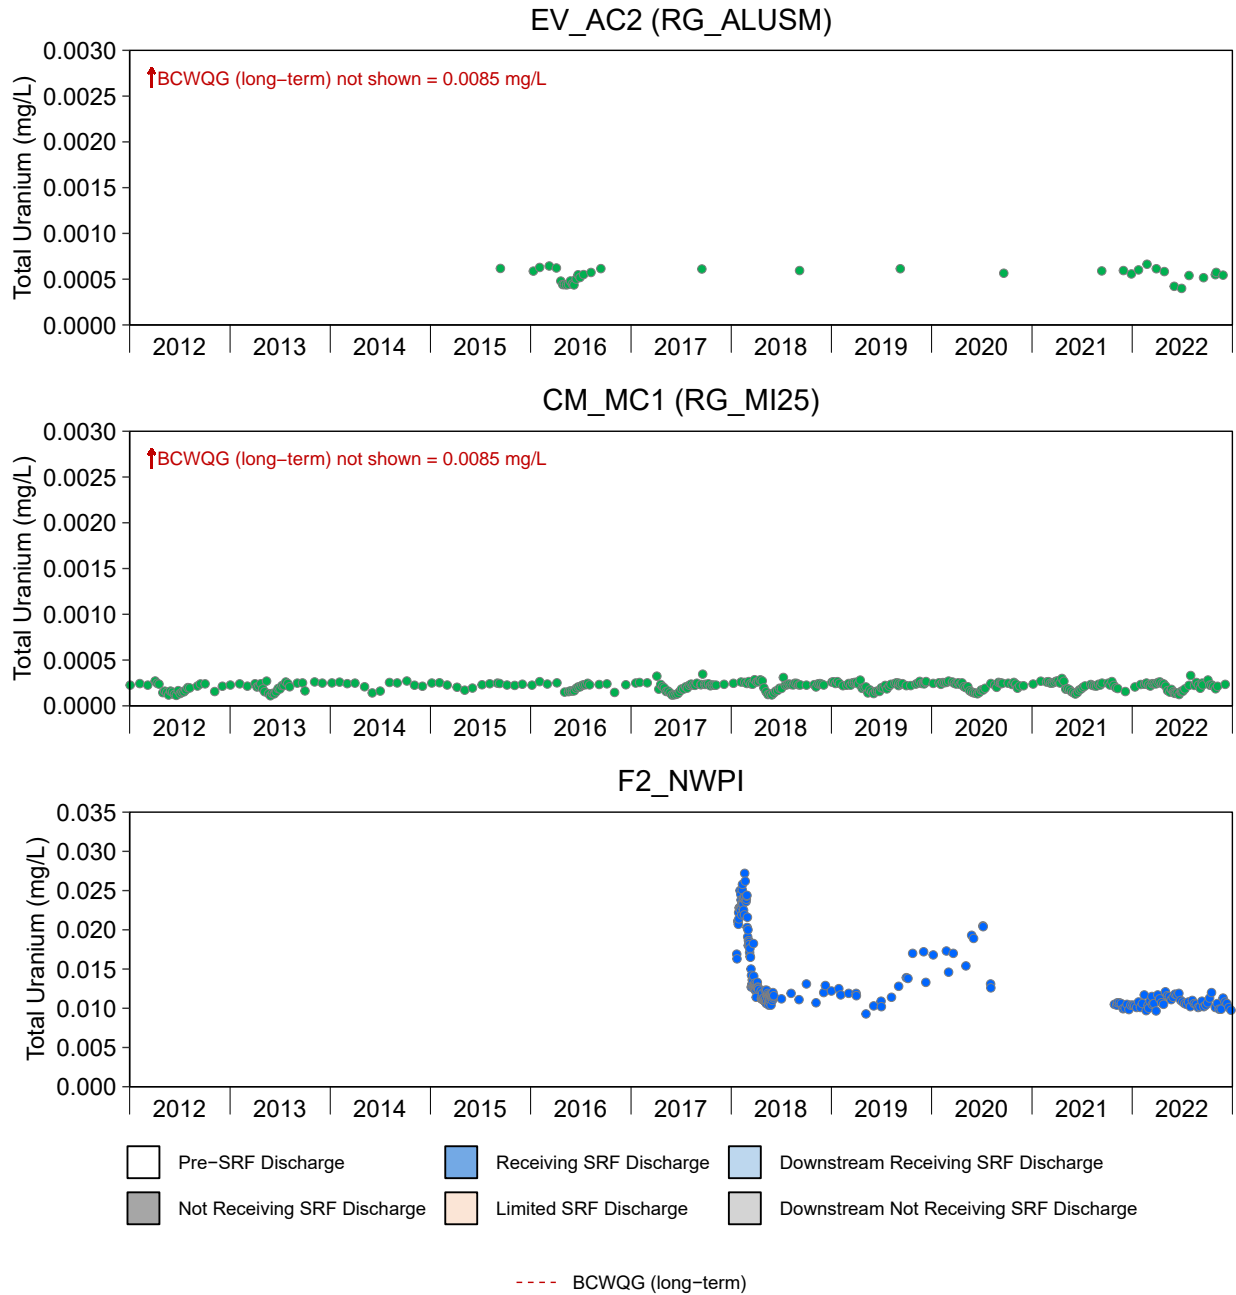 EV_AC2 (RG_ALUSM)
Total Uranium (mg/L)
0.0030
0.0025
0.0020
0.0015
0.0010
0.0005
0.0000
BCWQG (long−term) not shown = 0.0085 mg/L
2012 2013 2014 2015 2016 2017 2018 2019 2020 2021 2022
CM_MC1 (RG_MI25)
Total Uranium (mg/L)
0.0030
0.0025
0.0020
0.0015
0.0010
0.0005
0.0000
BCWQG (long−term) not shown = 0.0085 mg/L
2012 2013 2014 2015 2016 2017 2018 2019 2020 2021 2022
F2_NWPI
Total Uranium (mg/L)
0.035
0.030
0.025
0.020
0.015
0.010
0.005
0.000
2012 2013 2014 2015 2016 2017 2018 2019 2020 2021 2022
Pre−SRF Discharge Receiving SRF Discharge Downstream Receiving SRF Discharge
Not Receiving SRF Discharge Limited SRF Discharge Downstream Not Receiving SRF Discharge
BCWQG (long−term)